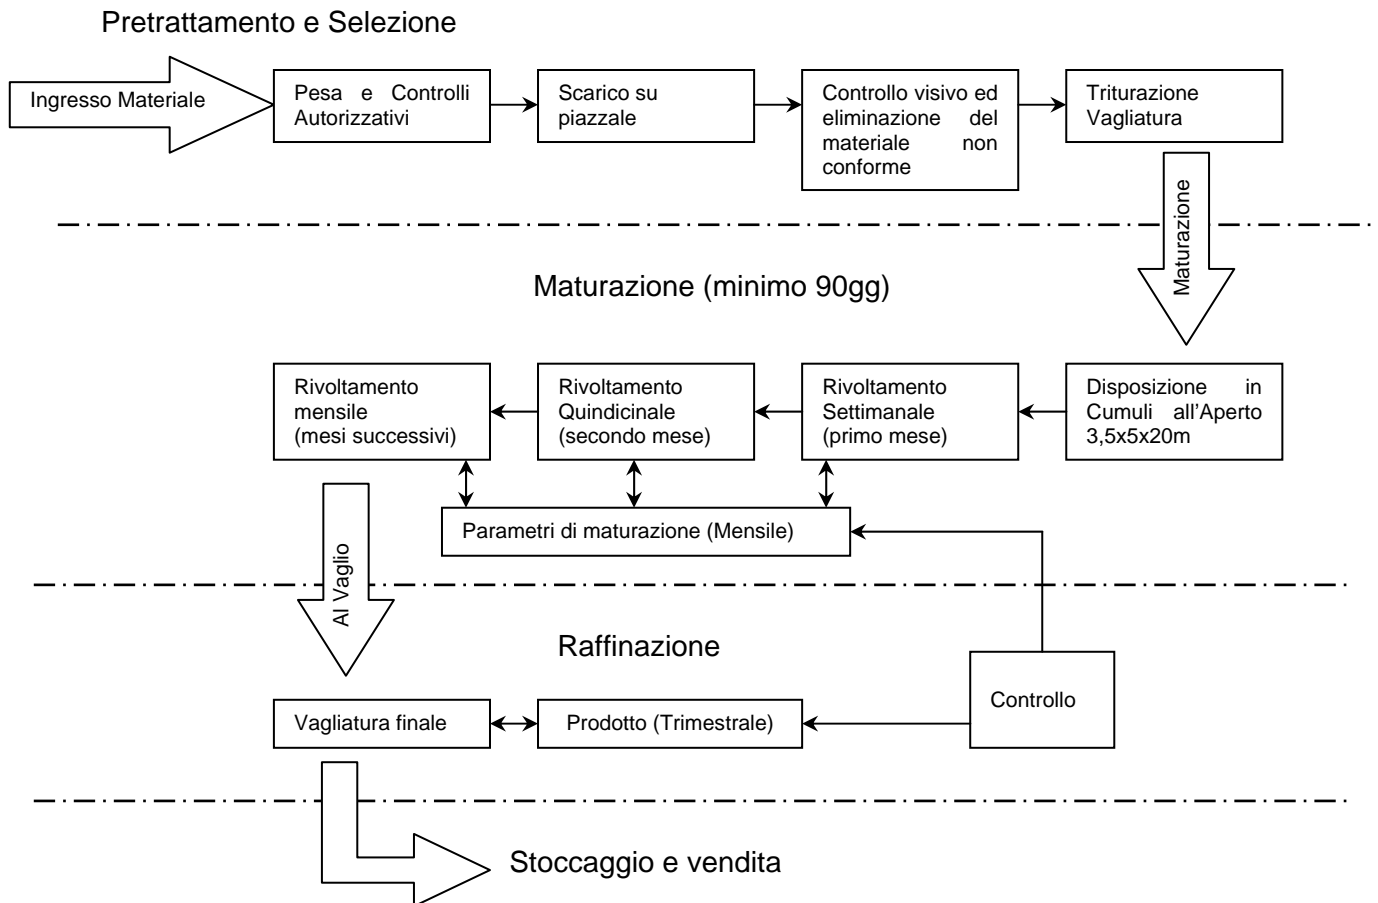 Pretrattamento e Selezione
Ingresso Materiale
Pesa e Controlli
Autorizzativi
Scarico su
piazzale
Controllo visivo ed
eliminazione del
materiale non
conforme
Triturazione
Vagliatura
Maturazione
Maturazione (minimo 90gg)
Rivoltamento
mensile
(mesi successivi)
Rivoltamento
Quindicinale
(secondo mese)
Rivoltamento
Settimanale
(primo mese)
Disposizione in
Cumuli all'Aperto
3,5x5x20m
Parametri di maturazione (Mensile)
Al Vaglio
Raffinazione
Controllo
Vagliatura finale
Prodotto (Trimestrale)
Stoccaggio e vendita